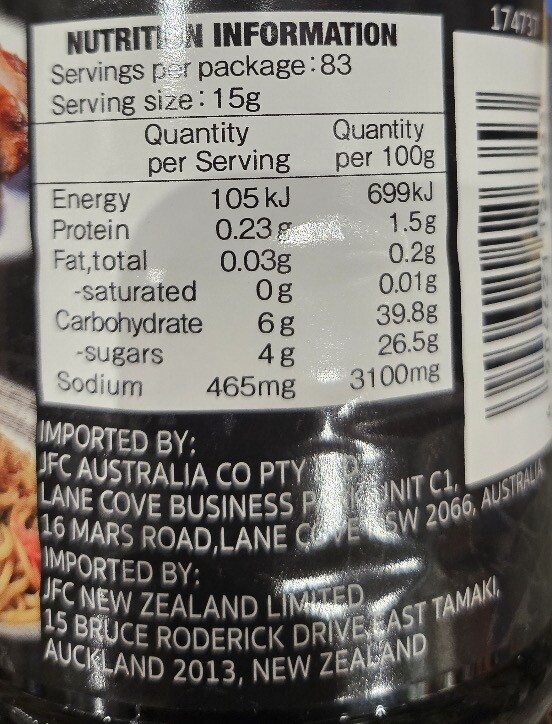 174737
NUTRITION INFORMATION
Servings per package:83
Serving size:15g
Quantity per Serving Quantity per 100g
Energy 105kJ 699kJ
Protein 0.23g 1.5g
Fat,total 0.03g 0.2g
-saturated 0g 0.01g
Carbohydrate 6g 39.8g
-sugars 4g 26.5g
Sodium 465mg 3100mg
IMPORTED BY:
JFC AUSTRALIA CO PTY
LANE COVE BUSINESS PARK UNIT C1,
16 MARS ROAD,LANE COVE NSW 2066, AUSTRALIA
IMPORTED BY:
JFC NEW ZEALAND LIMITED
15 BRUCE RODERICK DRIVE,EAST TAMAKI,
AUCKLAND 2013, NEW ZEALAND